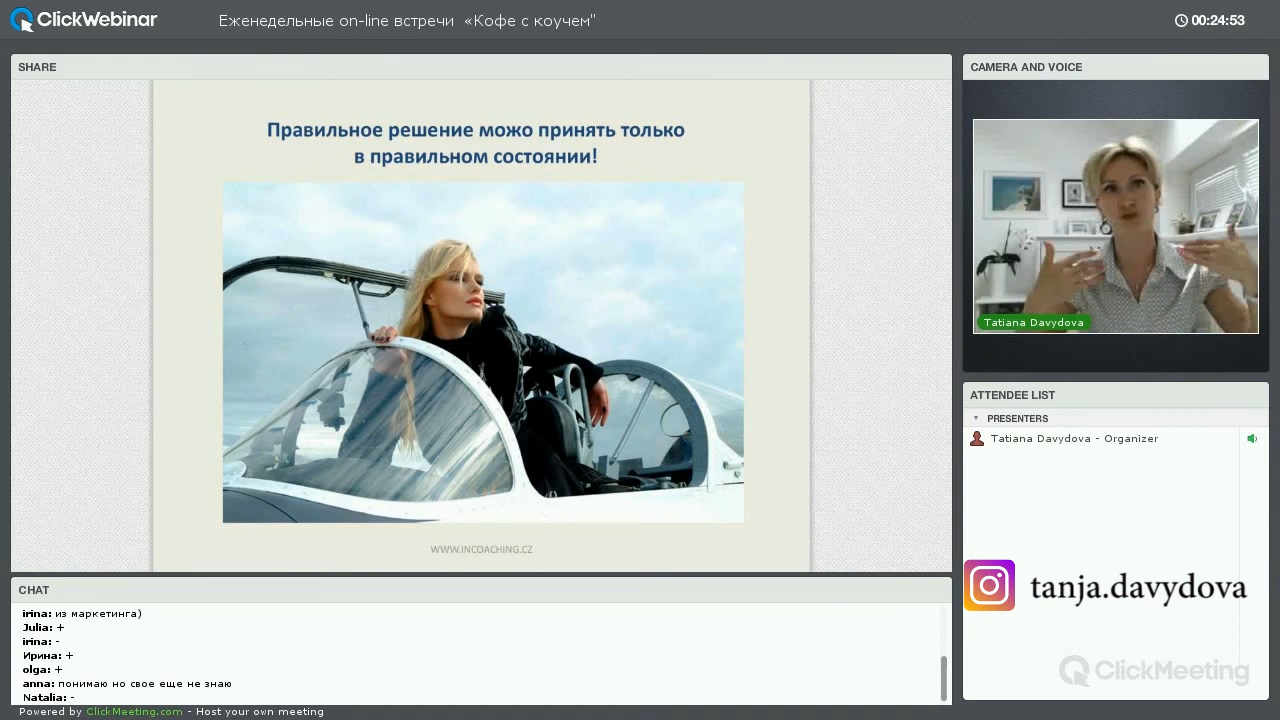 ClickWebinar
Еженедельные on-line встречи «Кофе с коучем"
00:24:53
SHARE
Правильное решение можо принять только
в правильном состоянии!
WWW.INCOACHING.CZ
CAMERA AND VOICE
Tatiana Davydova
ATTENDEE LIST
PRESENTERS
Tatiana Davydova - Organizer
tanja.davydova
ClickMeeting
CHAT
irina: из маркетинга)
Julia: +
irina: -
Ирина: +
olga: +
anna: понимаю но свое еще не знаю
Natalia: -
Powered by ClickMeeting.com - Host your own meeting